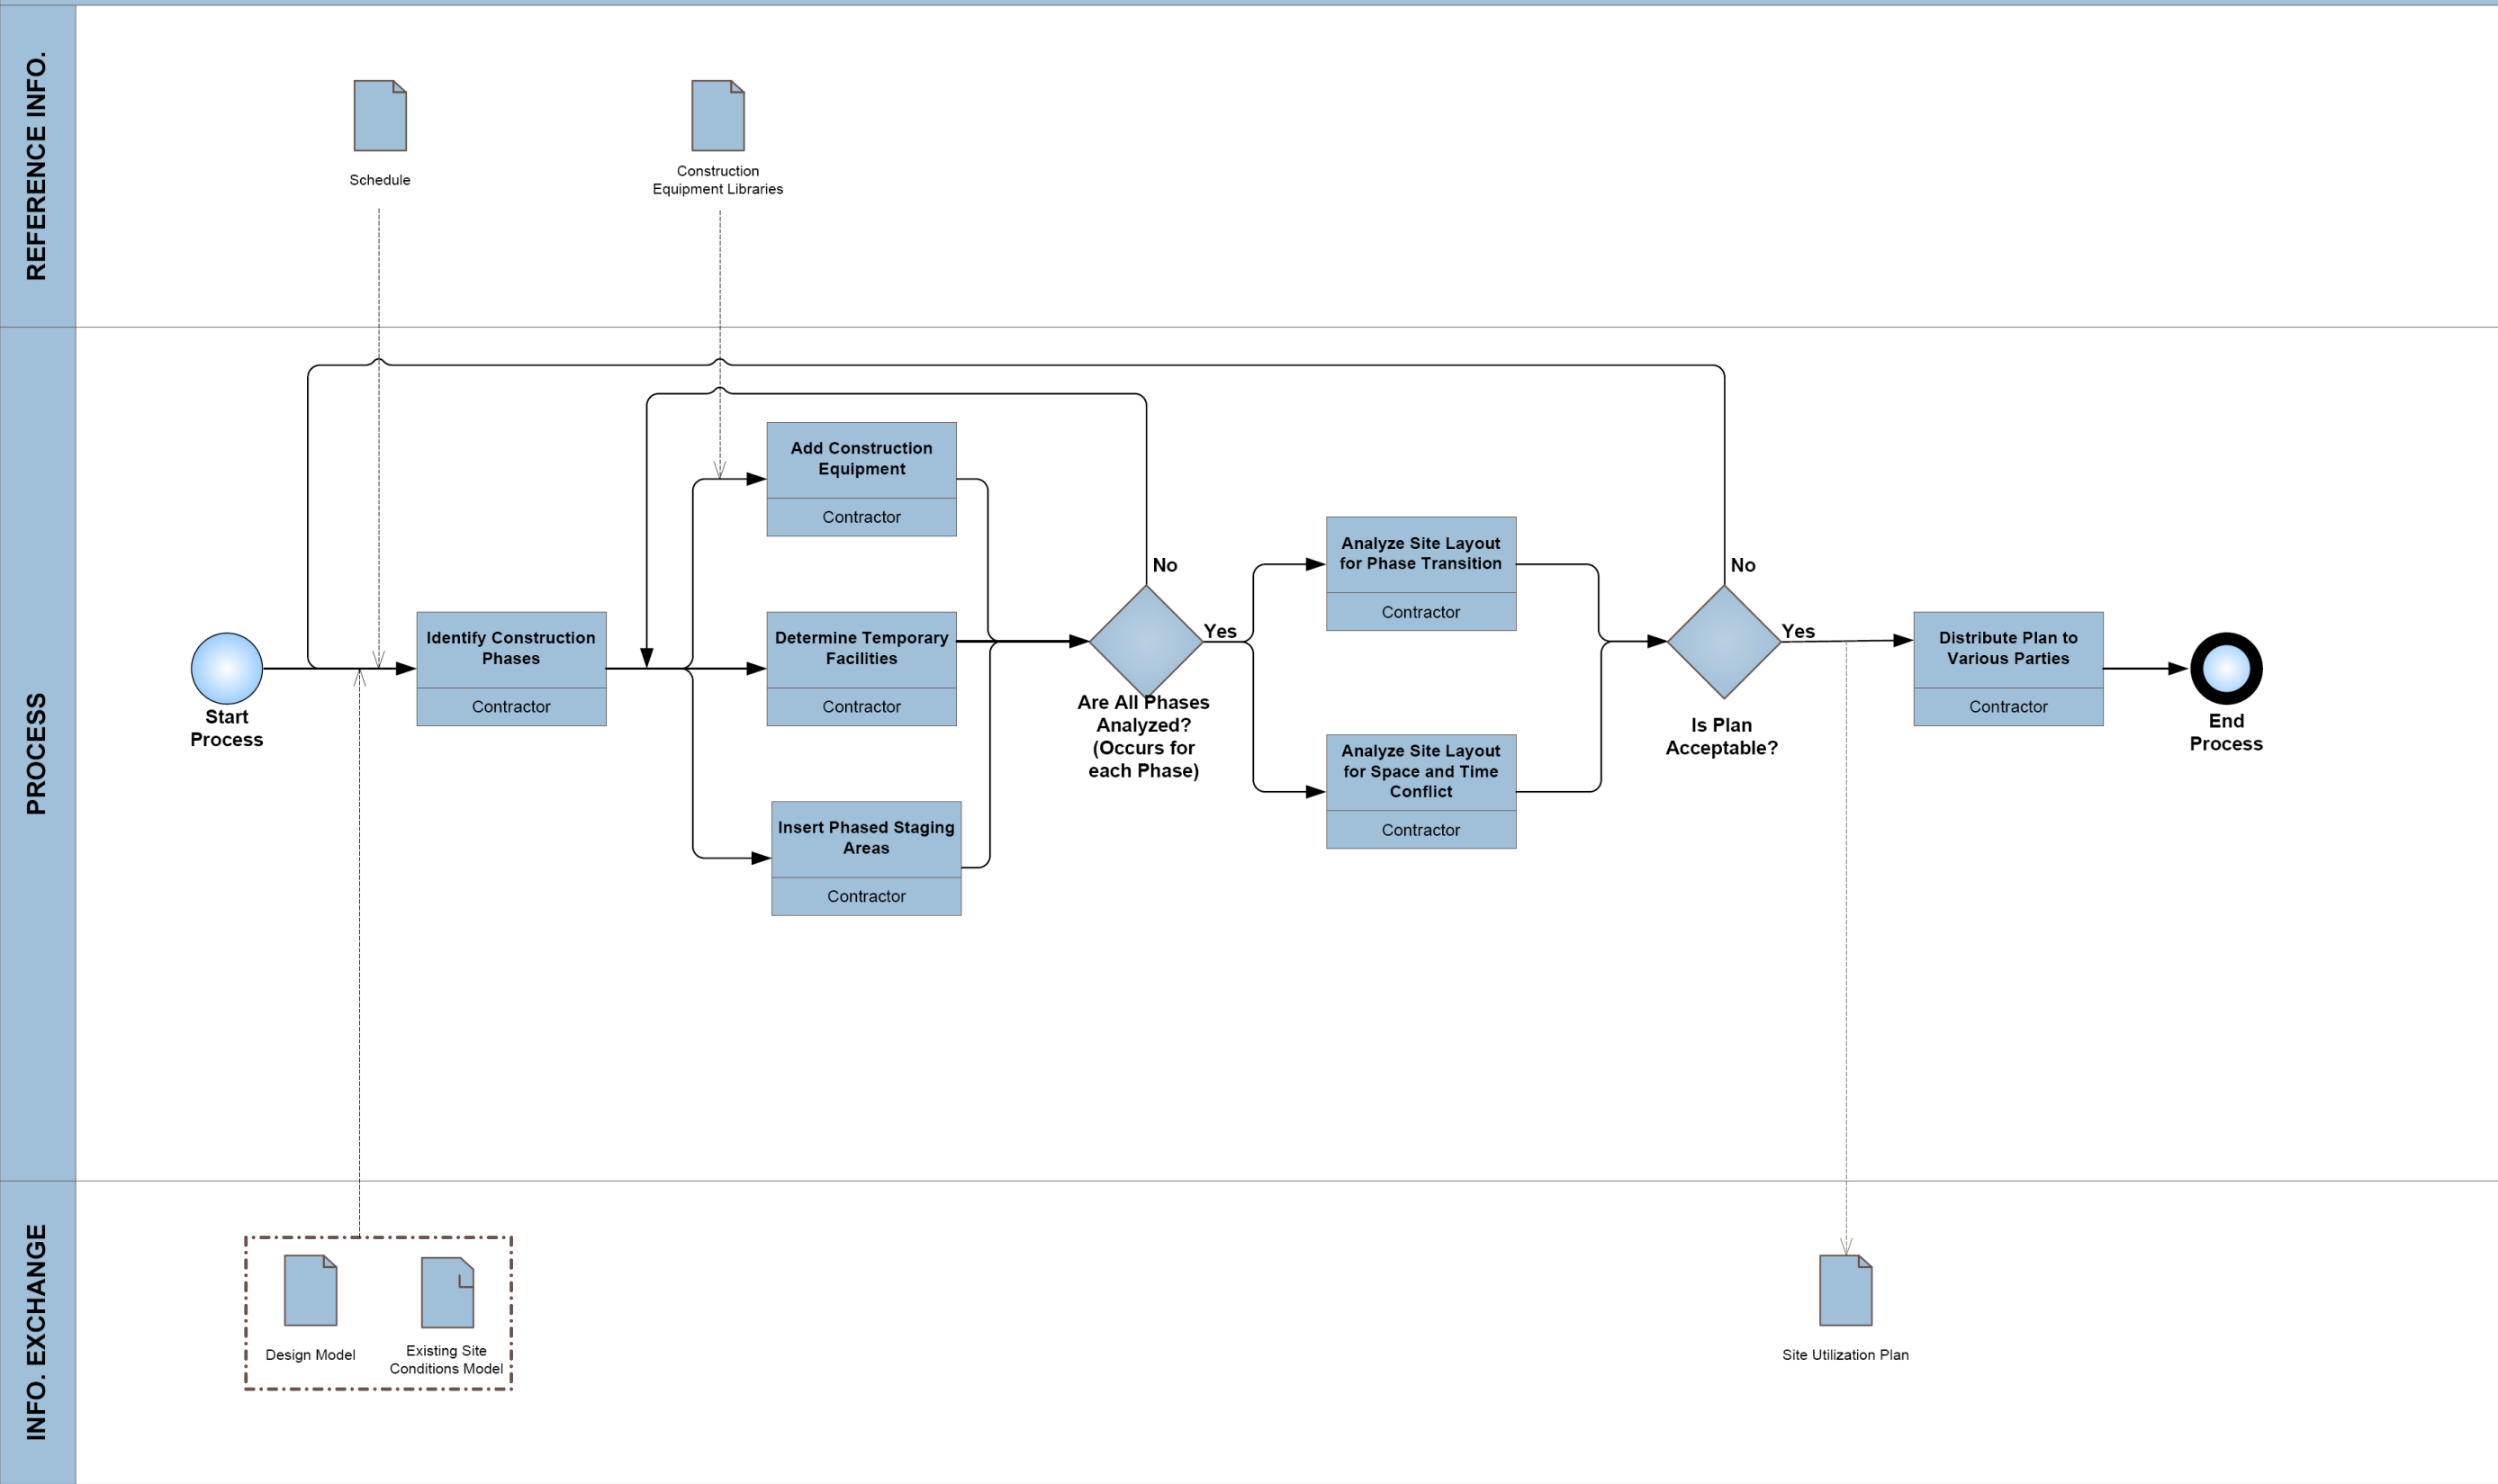 REFERENCE INFO.
Schedule
Construction
Equipment Libraries
PROCESS
Start
Process
Identify Construction
Phases
Contractor
Add Construction
Equipment
Contractor
Determine Temporary
Facilities
Contractor
Insert Phased Staging
Areas
Contractor
No
Yes
Are All Phases
Analyzed?
(Occurs for
each Phase)
Analyze Site Layout
for Phase Transition
Contractor
Analyze Site Layout
for Space and Time
Conflict
Contractor
No
Yes
Is Plan
Acceptable?
Distribute Plan to
Various Parties
Contractor
End
Process
INFO. EXCHANGE
Design Model
Existing Site
Conditions Model
Site Utilization Plan